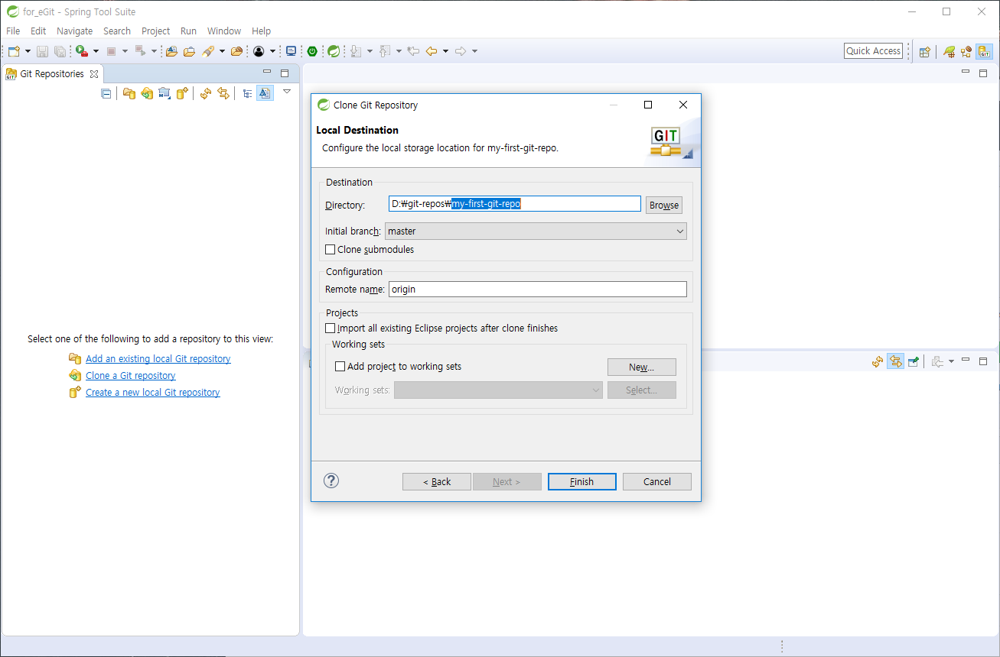 for_eGit - Spring Tool Suite
File Edit Navigate Search Project Run Window Help
Quick Access
Git Repositories
Clone Git Repository
Local Destination
Configure the local storage location for my-first-git-repo.
GIT
Destination
Directory: D:₩git-repos₩my-first-git-repo Browse
Initial branch: master
Clone submodules
Configuration
Remote name: origin
Projects
Import all existing Eclipse projects after clone finishes
Working sets
Add project to working sets New...
Working sets: Select...
< Back Next > Finish Cancel
Select one of the following to add a repository to this view:
Add an existing local Git repository
Clone a Git repository
Create a new local Git repository